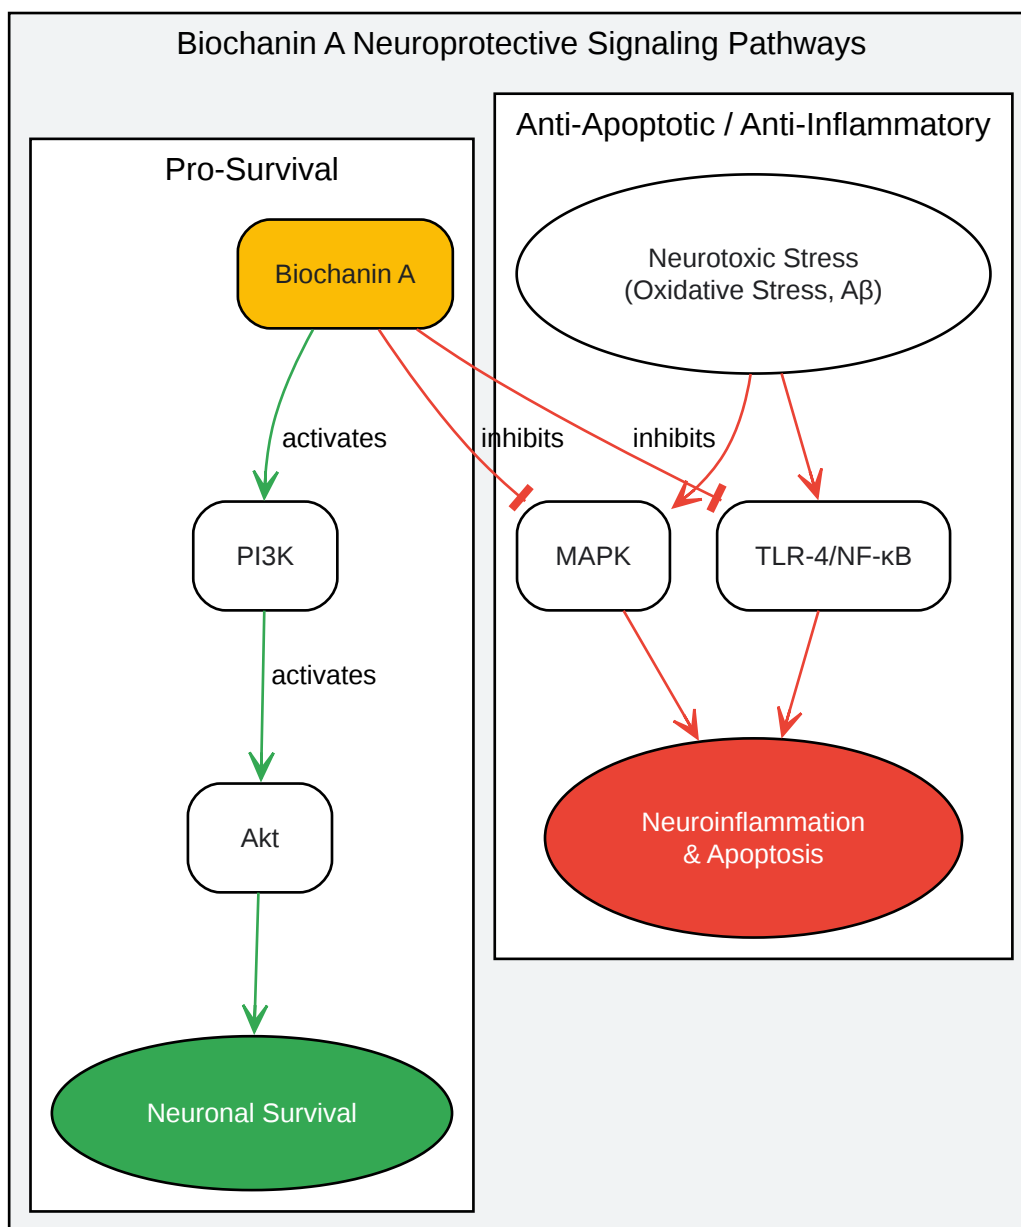 Biochanin A Neuroprotective Signaling Pathways
Anti-Apoptotic / Anti-Inflammatory
Pro-Survival
Biochanin A
Neurotoxic Stress
(Oxidative Stress, Aβ)
activates
inhibits
inhibits
PI3K
MAPK
TLR-4/NF-κB
activates
Akt
Neuroinflammation
& Apoptosis
Neuronal Survival